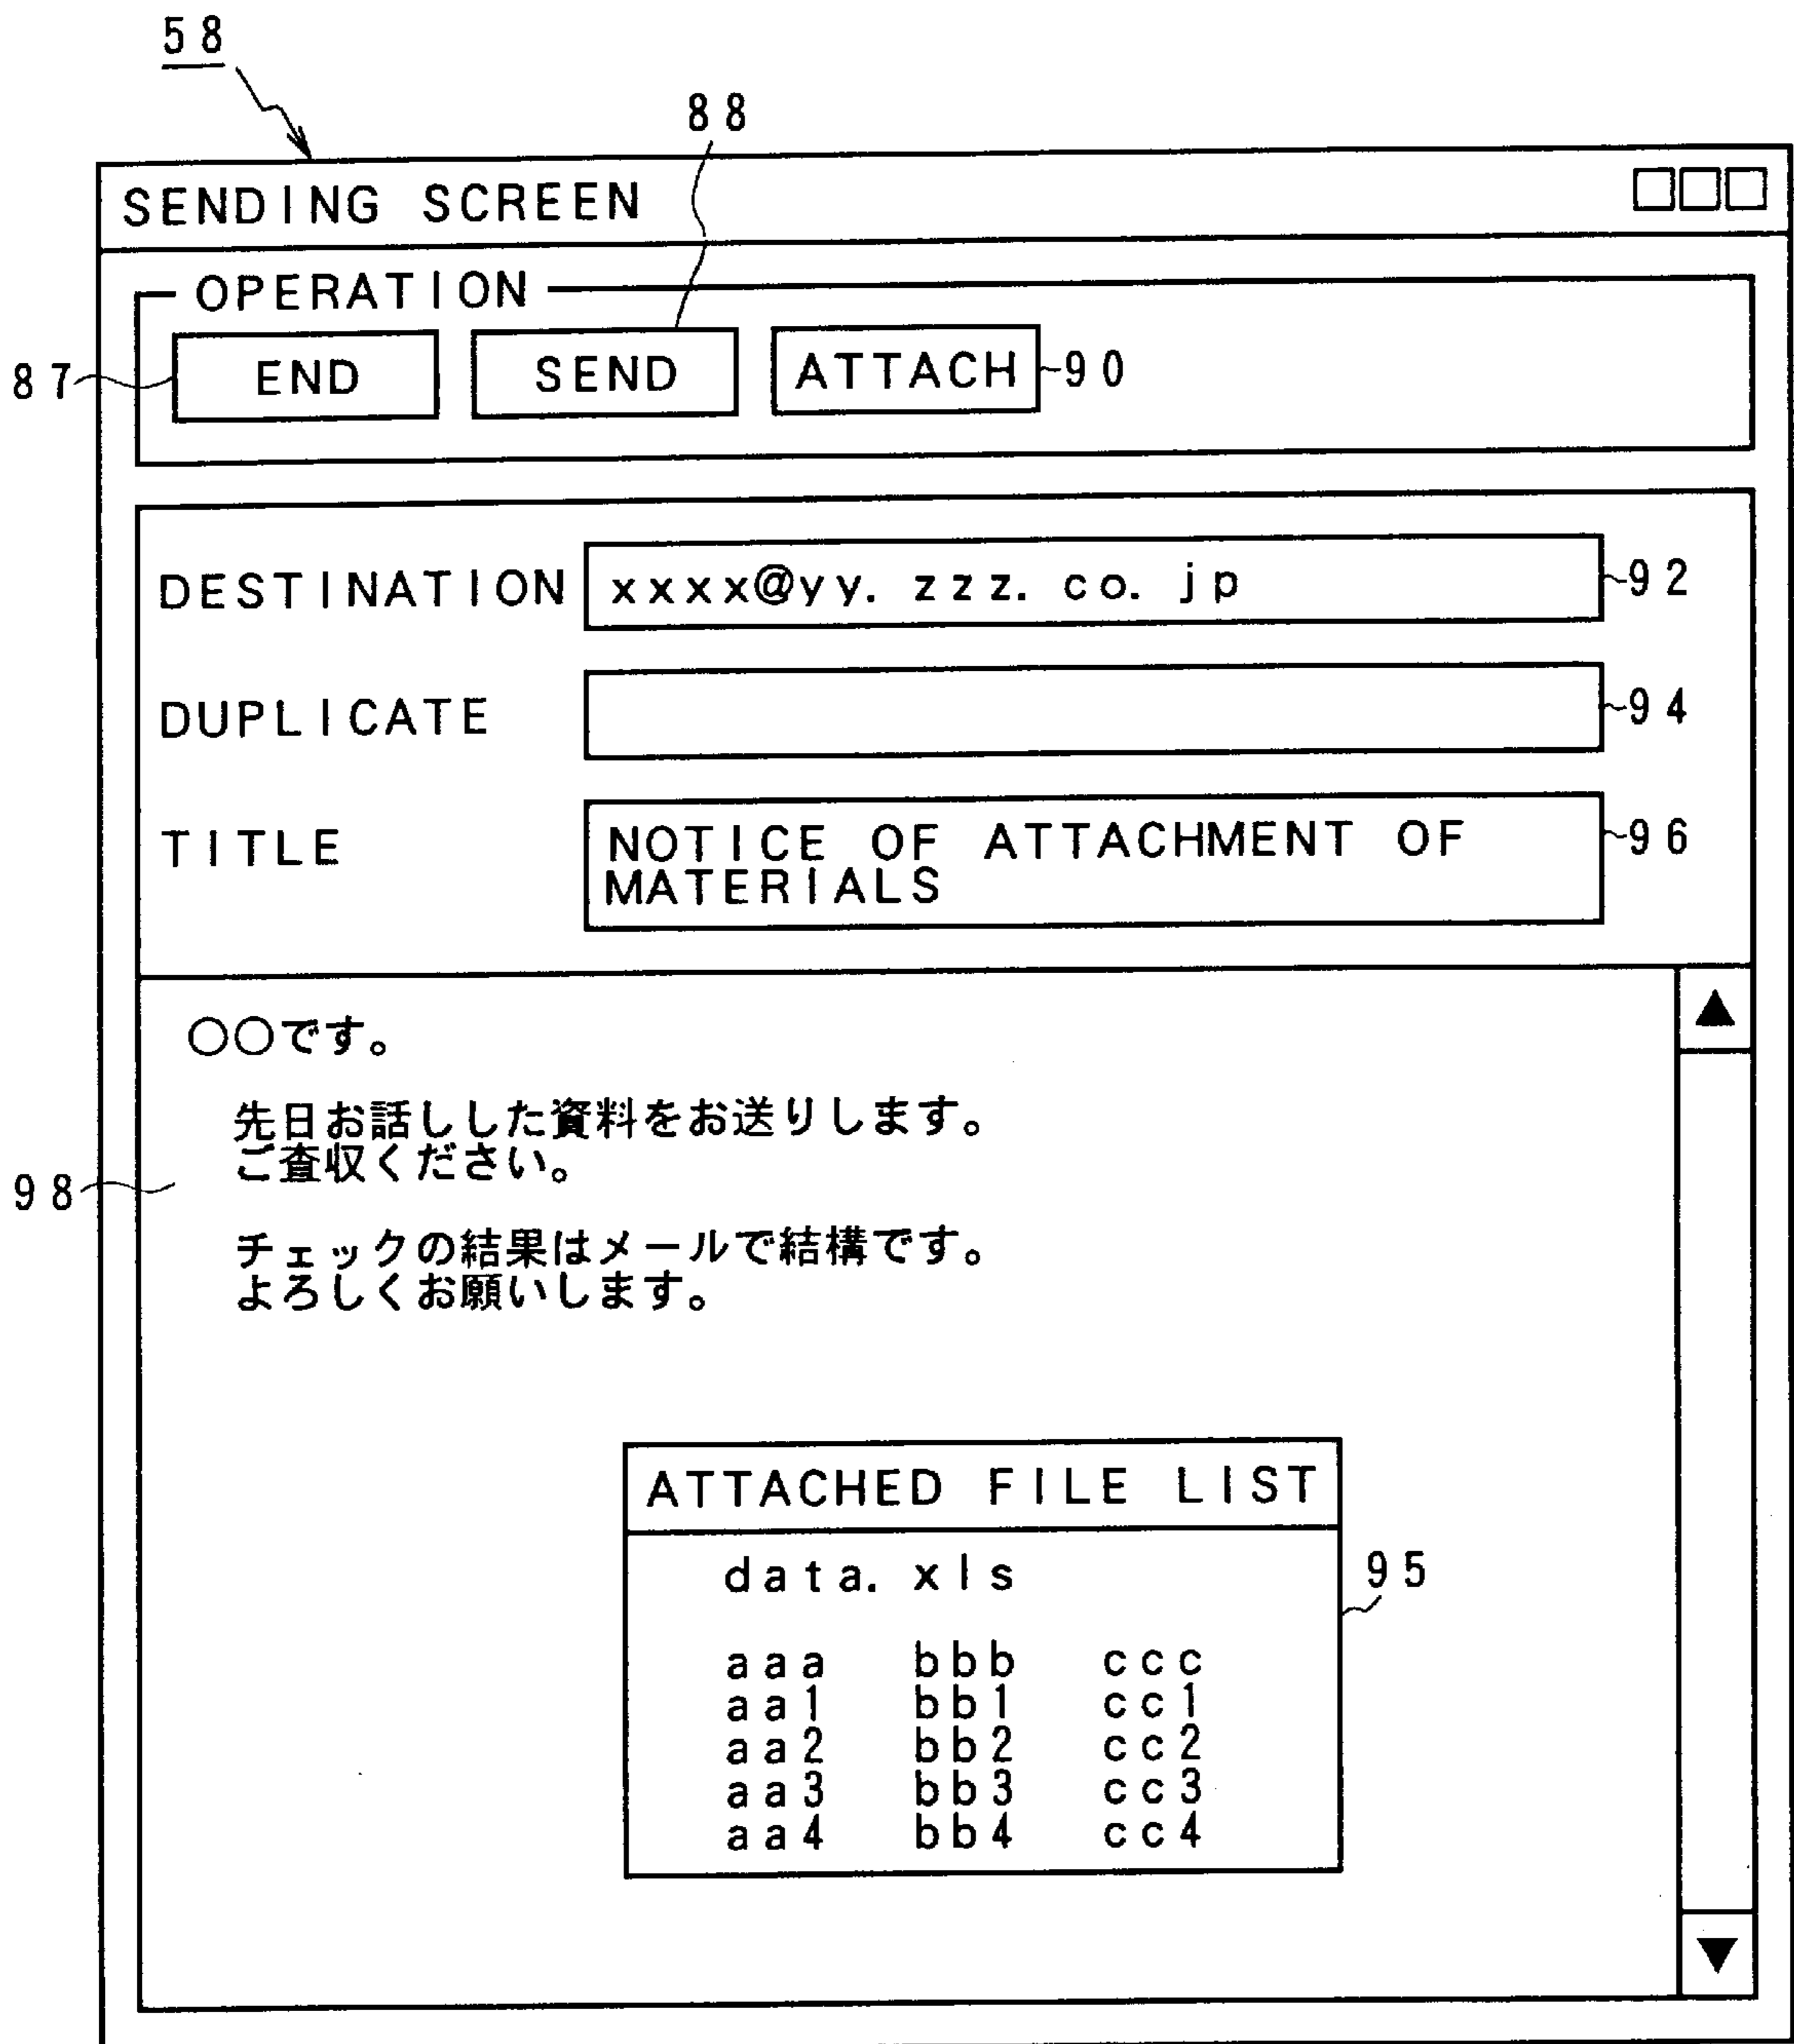 58
88
SENDING SCREEN
OPERATION
87 END SEND ATTACH 90
DESTINATION xxxx@yy.zzz.co.jp 92
DUPLICATE 94
TITLE NOTICE OF ATTACHMENT OF 96
MATERIALS
○○です。
先日お話しした資料をお送りします。
ご査収ください。
98
チェックの結果はメールで結構です。
よろしくお願いします。
ATTACHED FILE LIST
data.xls 95
aaa bbb ccc
aa1 bb1 cc1
aa2 bb2 cc2
aa3 bb3 cc3
aa4 bb4 cc4